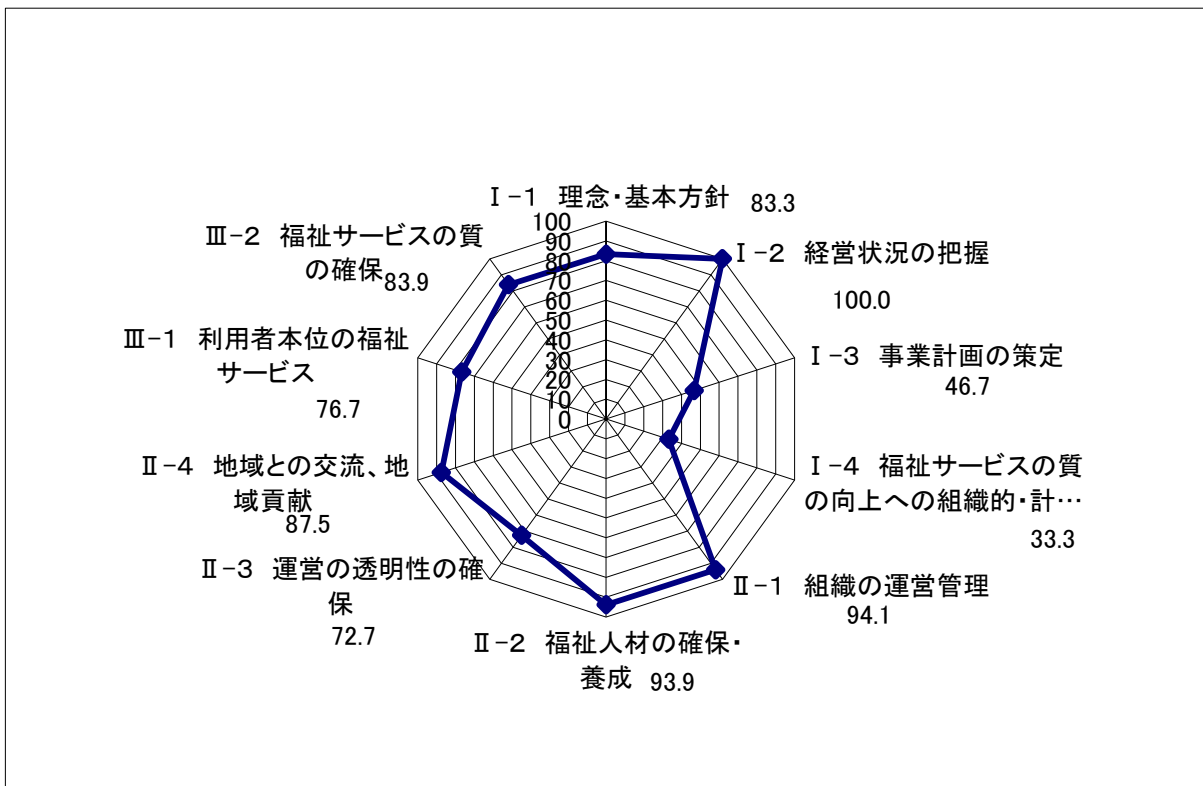 Ⅰ-1 理念・基本方針
83.3
Ⅰ-2 経営状況の把握
100.0
Ⅰ-3 事業計画の策定
46.7
Ⅰ-4 福祉サービスの質
の向上への組織的・計…
33.3
Ⅱ-1 組織の運営管理
94.1
Ⅱ-2 福祉人材の確保・
養成
93.9
Ⅱ-3 運営の透明性の確
保
72.7
Ⅱ-4 地域との交流、地
域貢献
87.5
Ⅲ-1 利用者本位の福祉
サービス
76.7
Ⅲ-2 福祉サービスの質
の確保
83.9
100
90
80
70
60
50
40
30
20
10
0